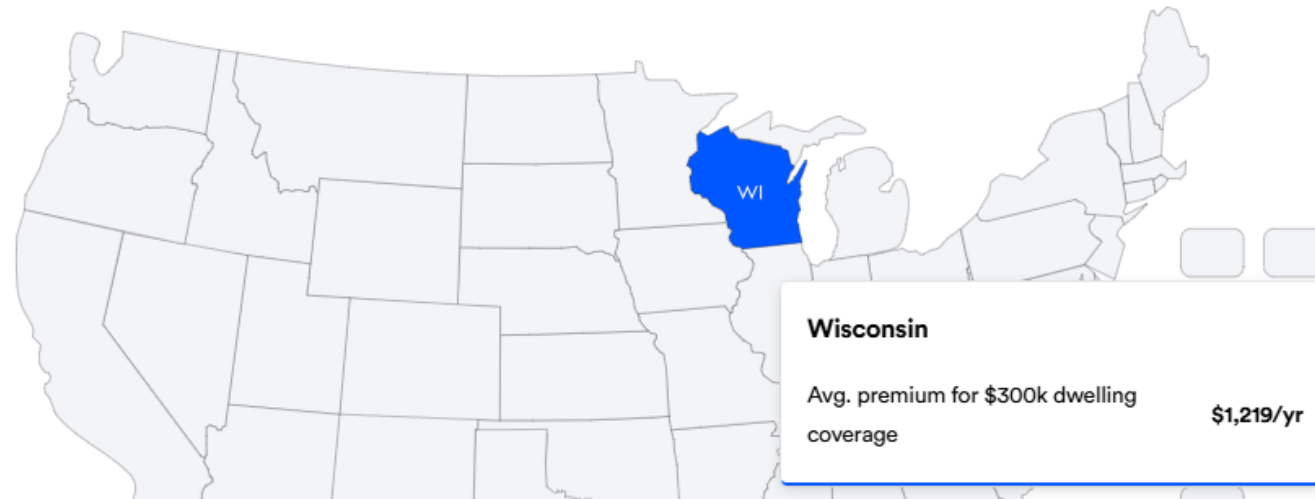 WI
Wisconsin
Avg. premium for $300k dwelling
coverage
$1,219/yr